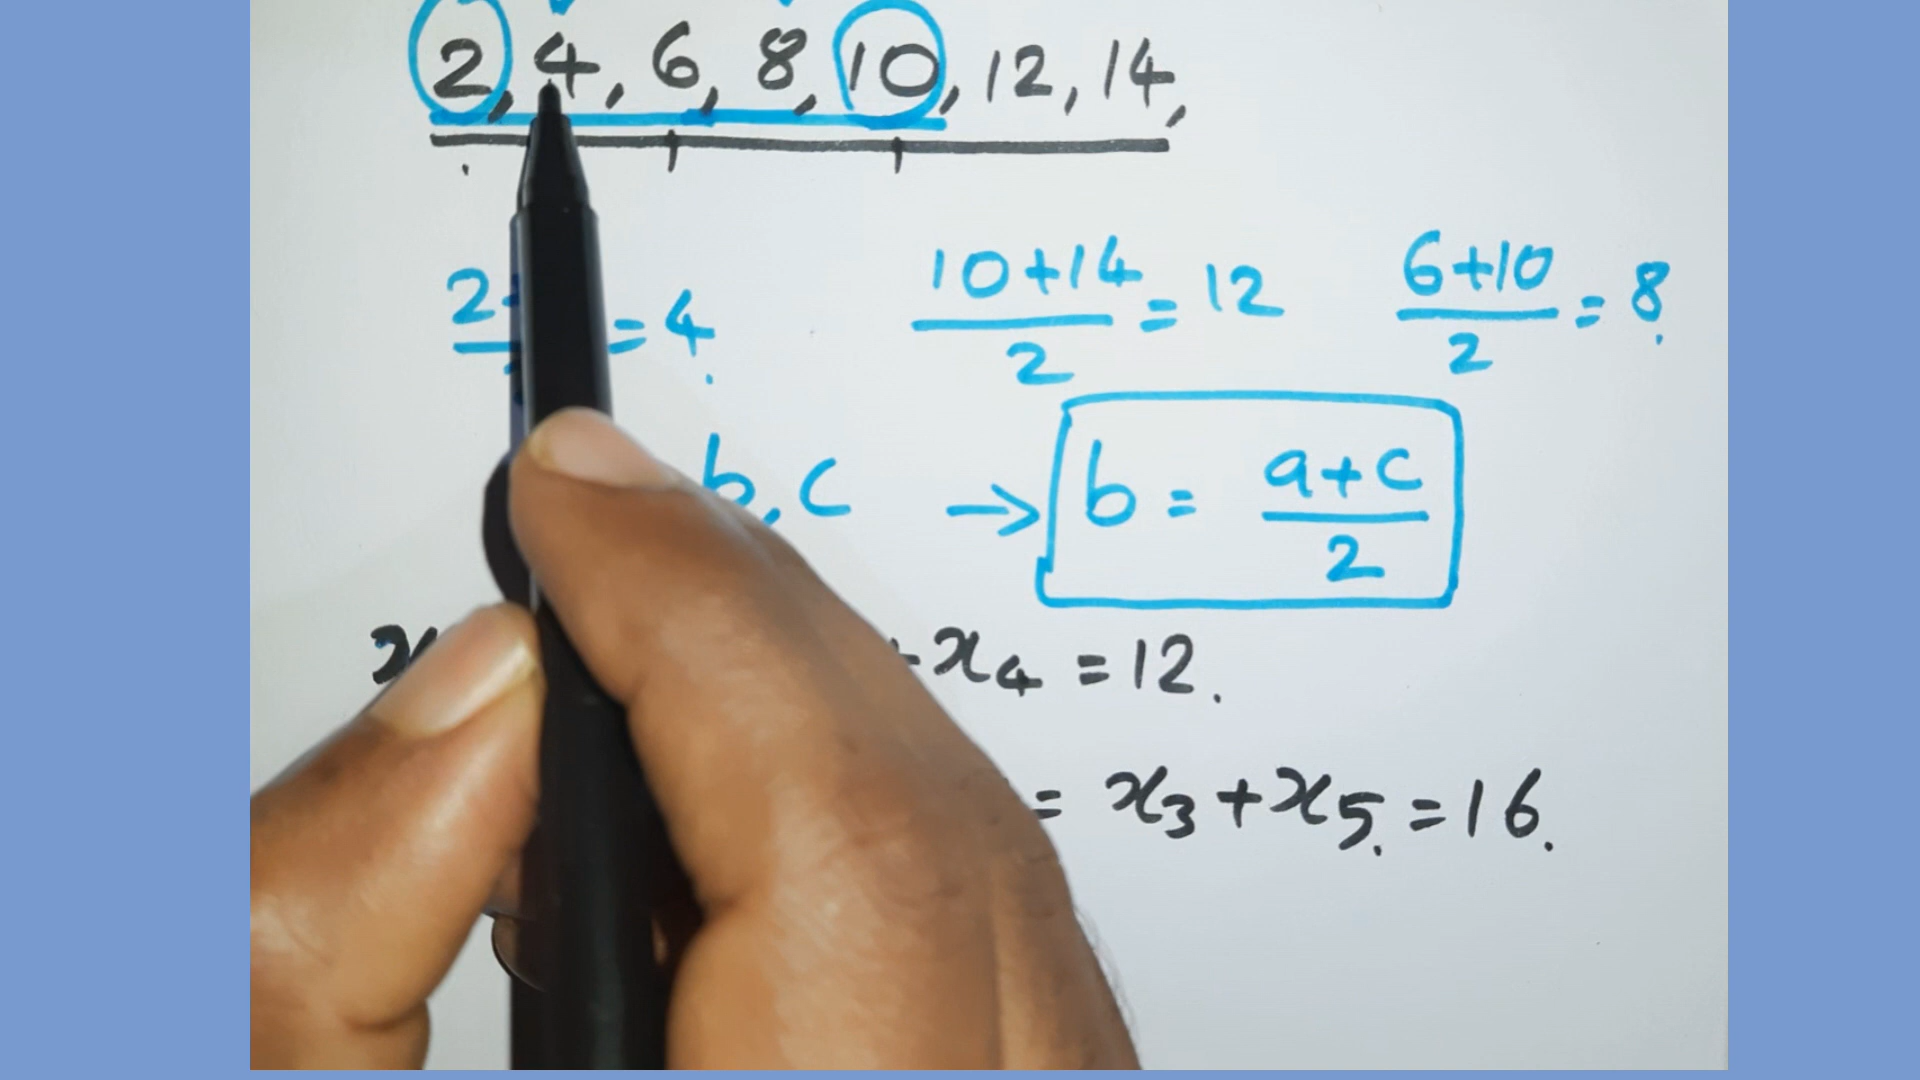 2, 4, 6, 8, 10, 12, 14,
2+ = 4. 10+14/2 = 12 6+10/2 = 8.
b, c → b = a+c/2
x +x4 = 12.
= x3+x5. = 16.